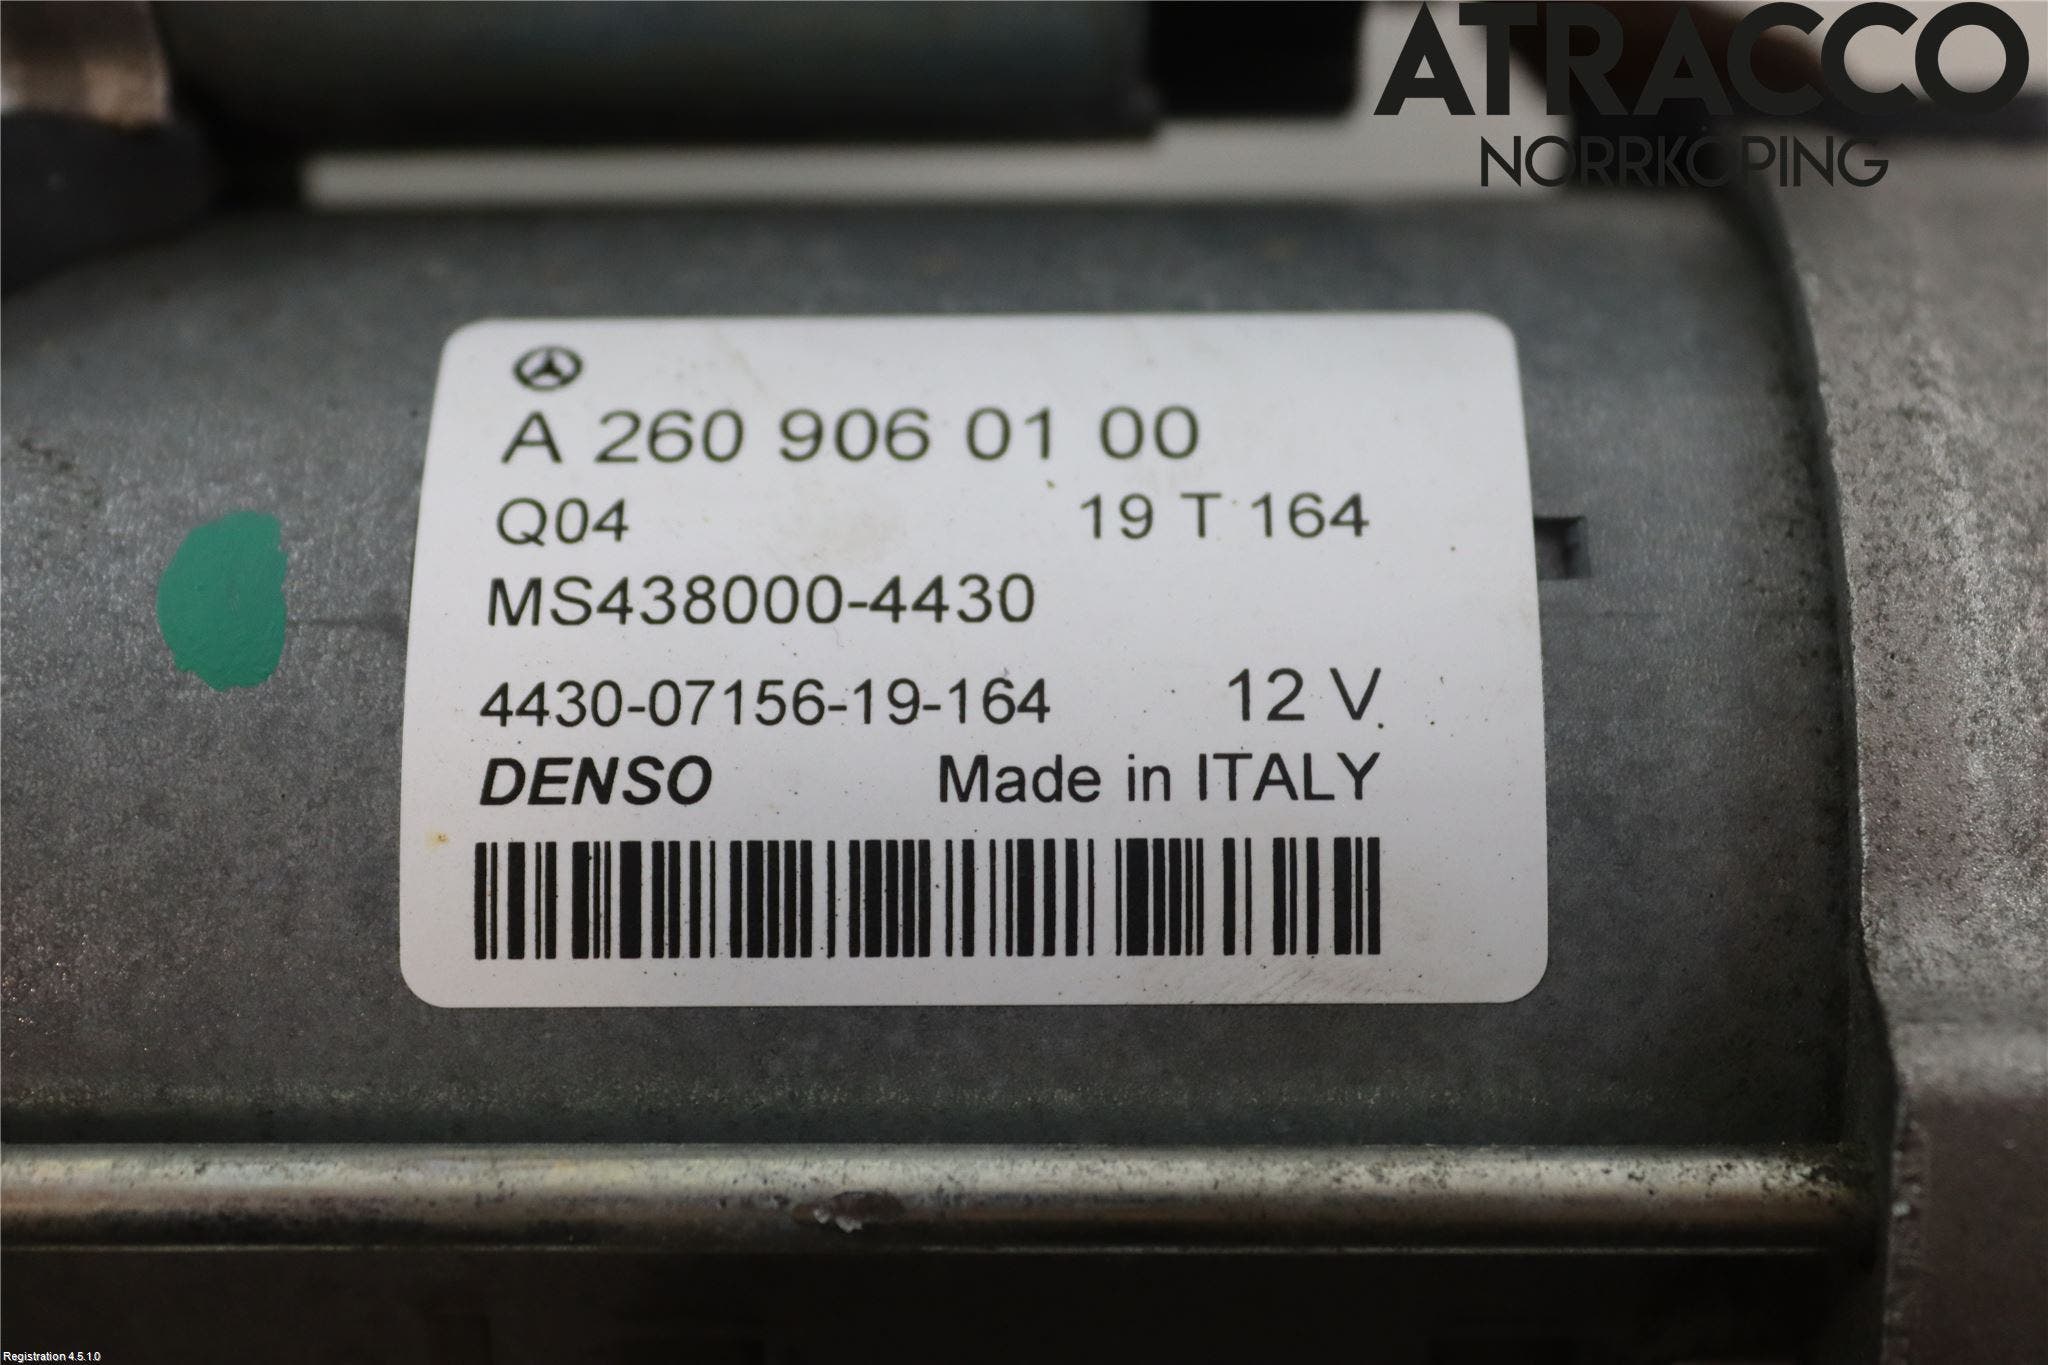 ATRACCO
NORRKÖPING
A 260 906 01 00
Q04 19 T 164
MS438000-4430
4430-07156-19-164 12 V
DENSO Made in ITALY
Registration 4.5.1.0